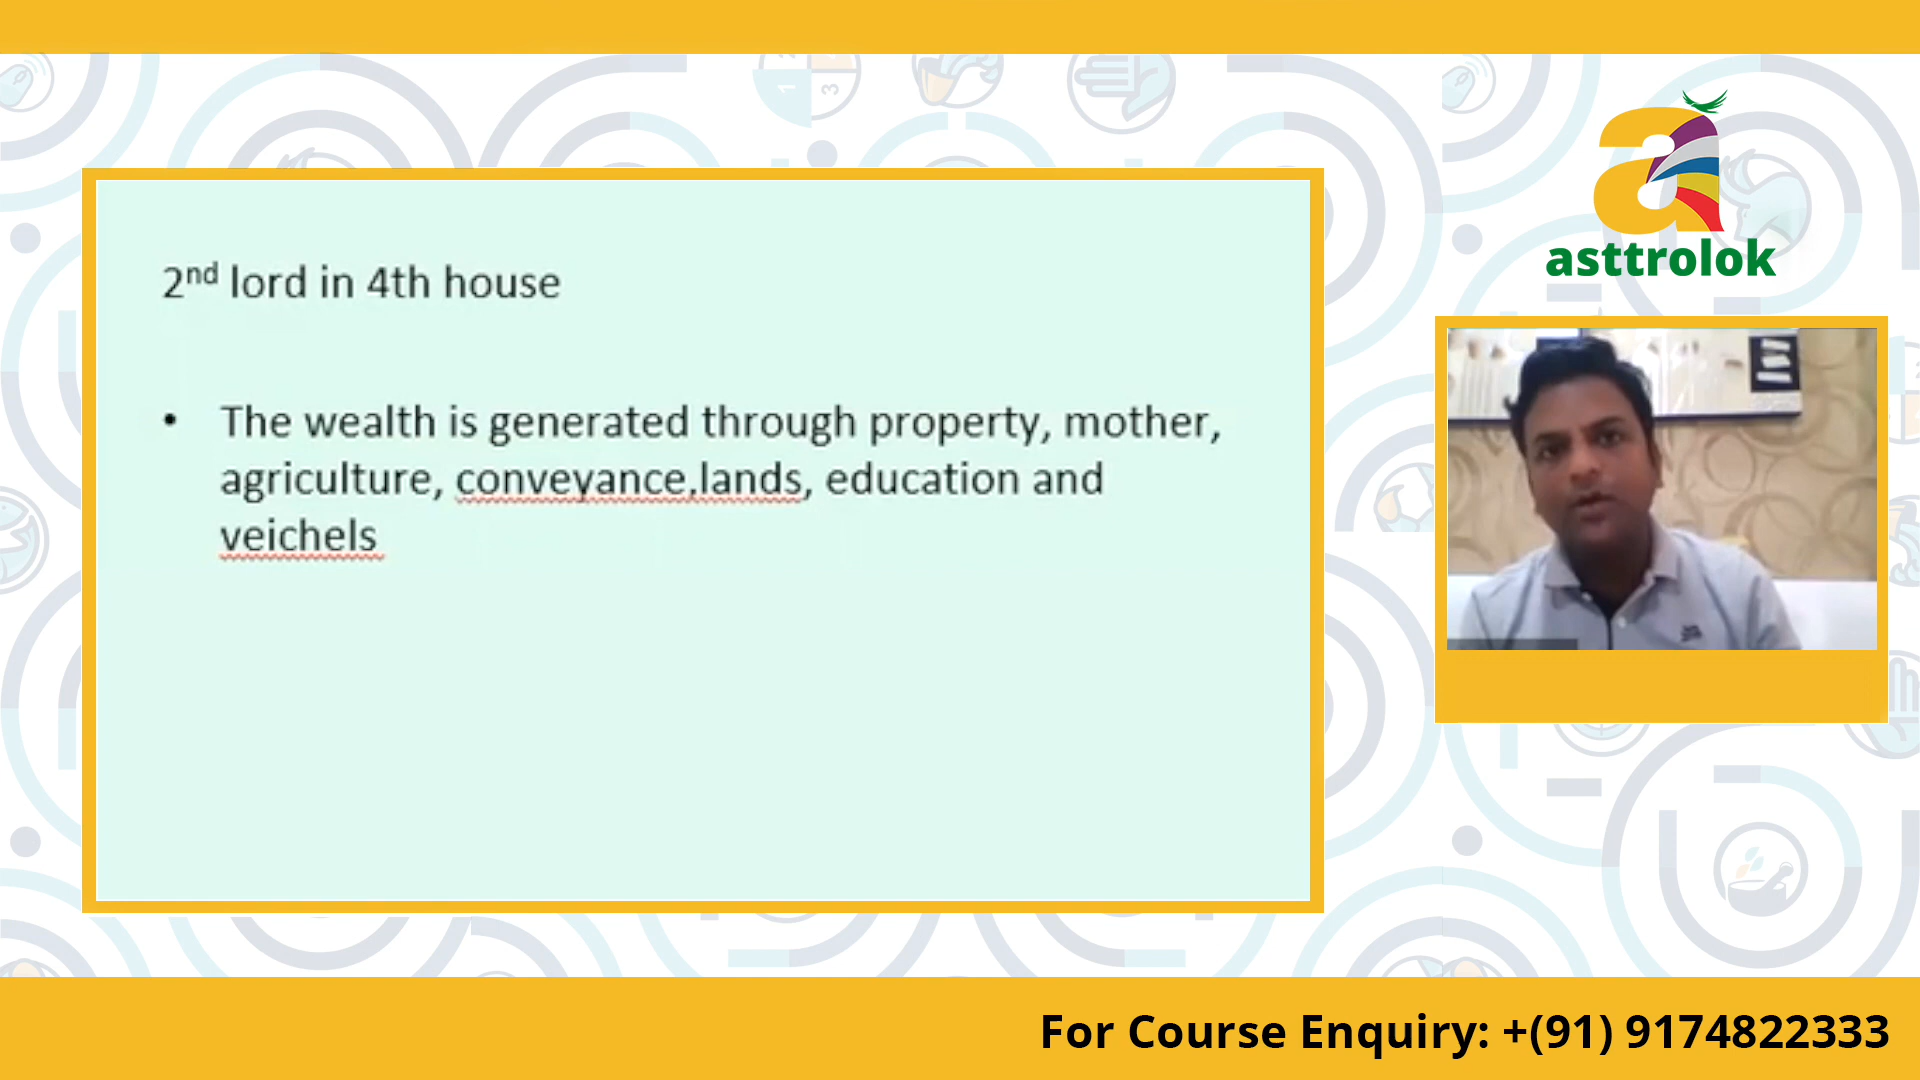 asttrolok
2nd lord in 4th house
• The wealth is generated through property, mother,
agriculture, conveyance,lands, education and
veichels
For Course Enquiry: +(91) 9174822333